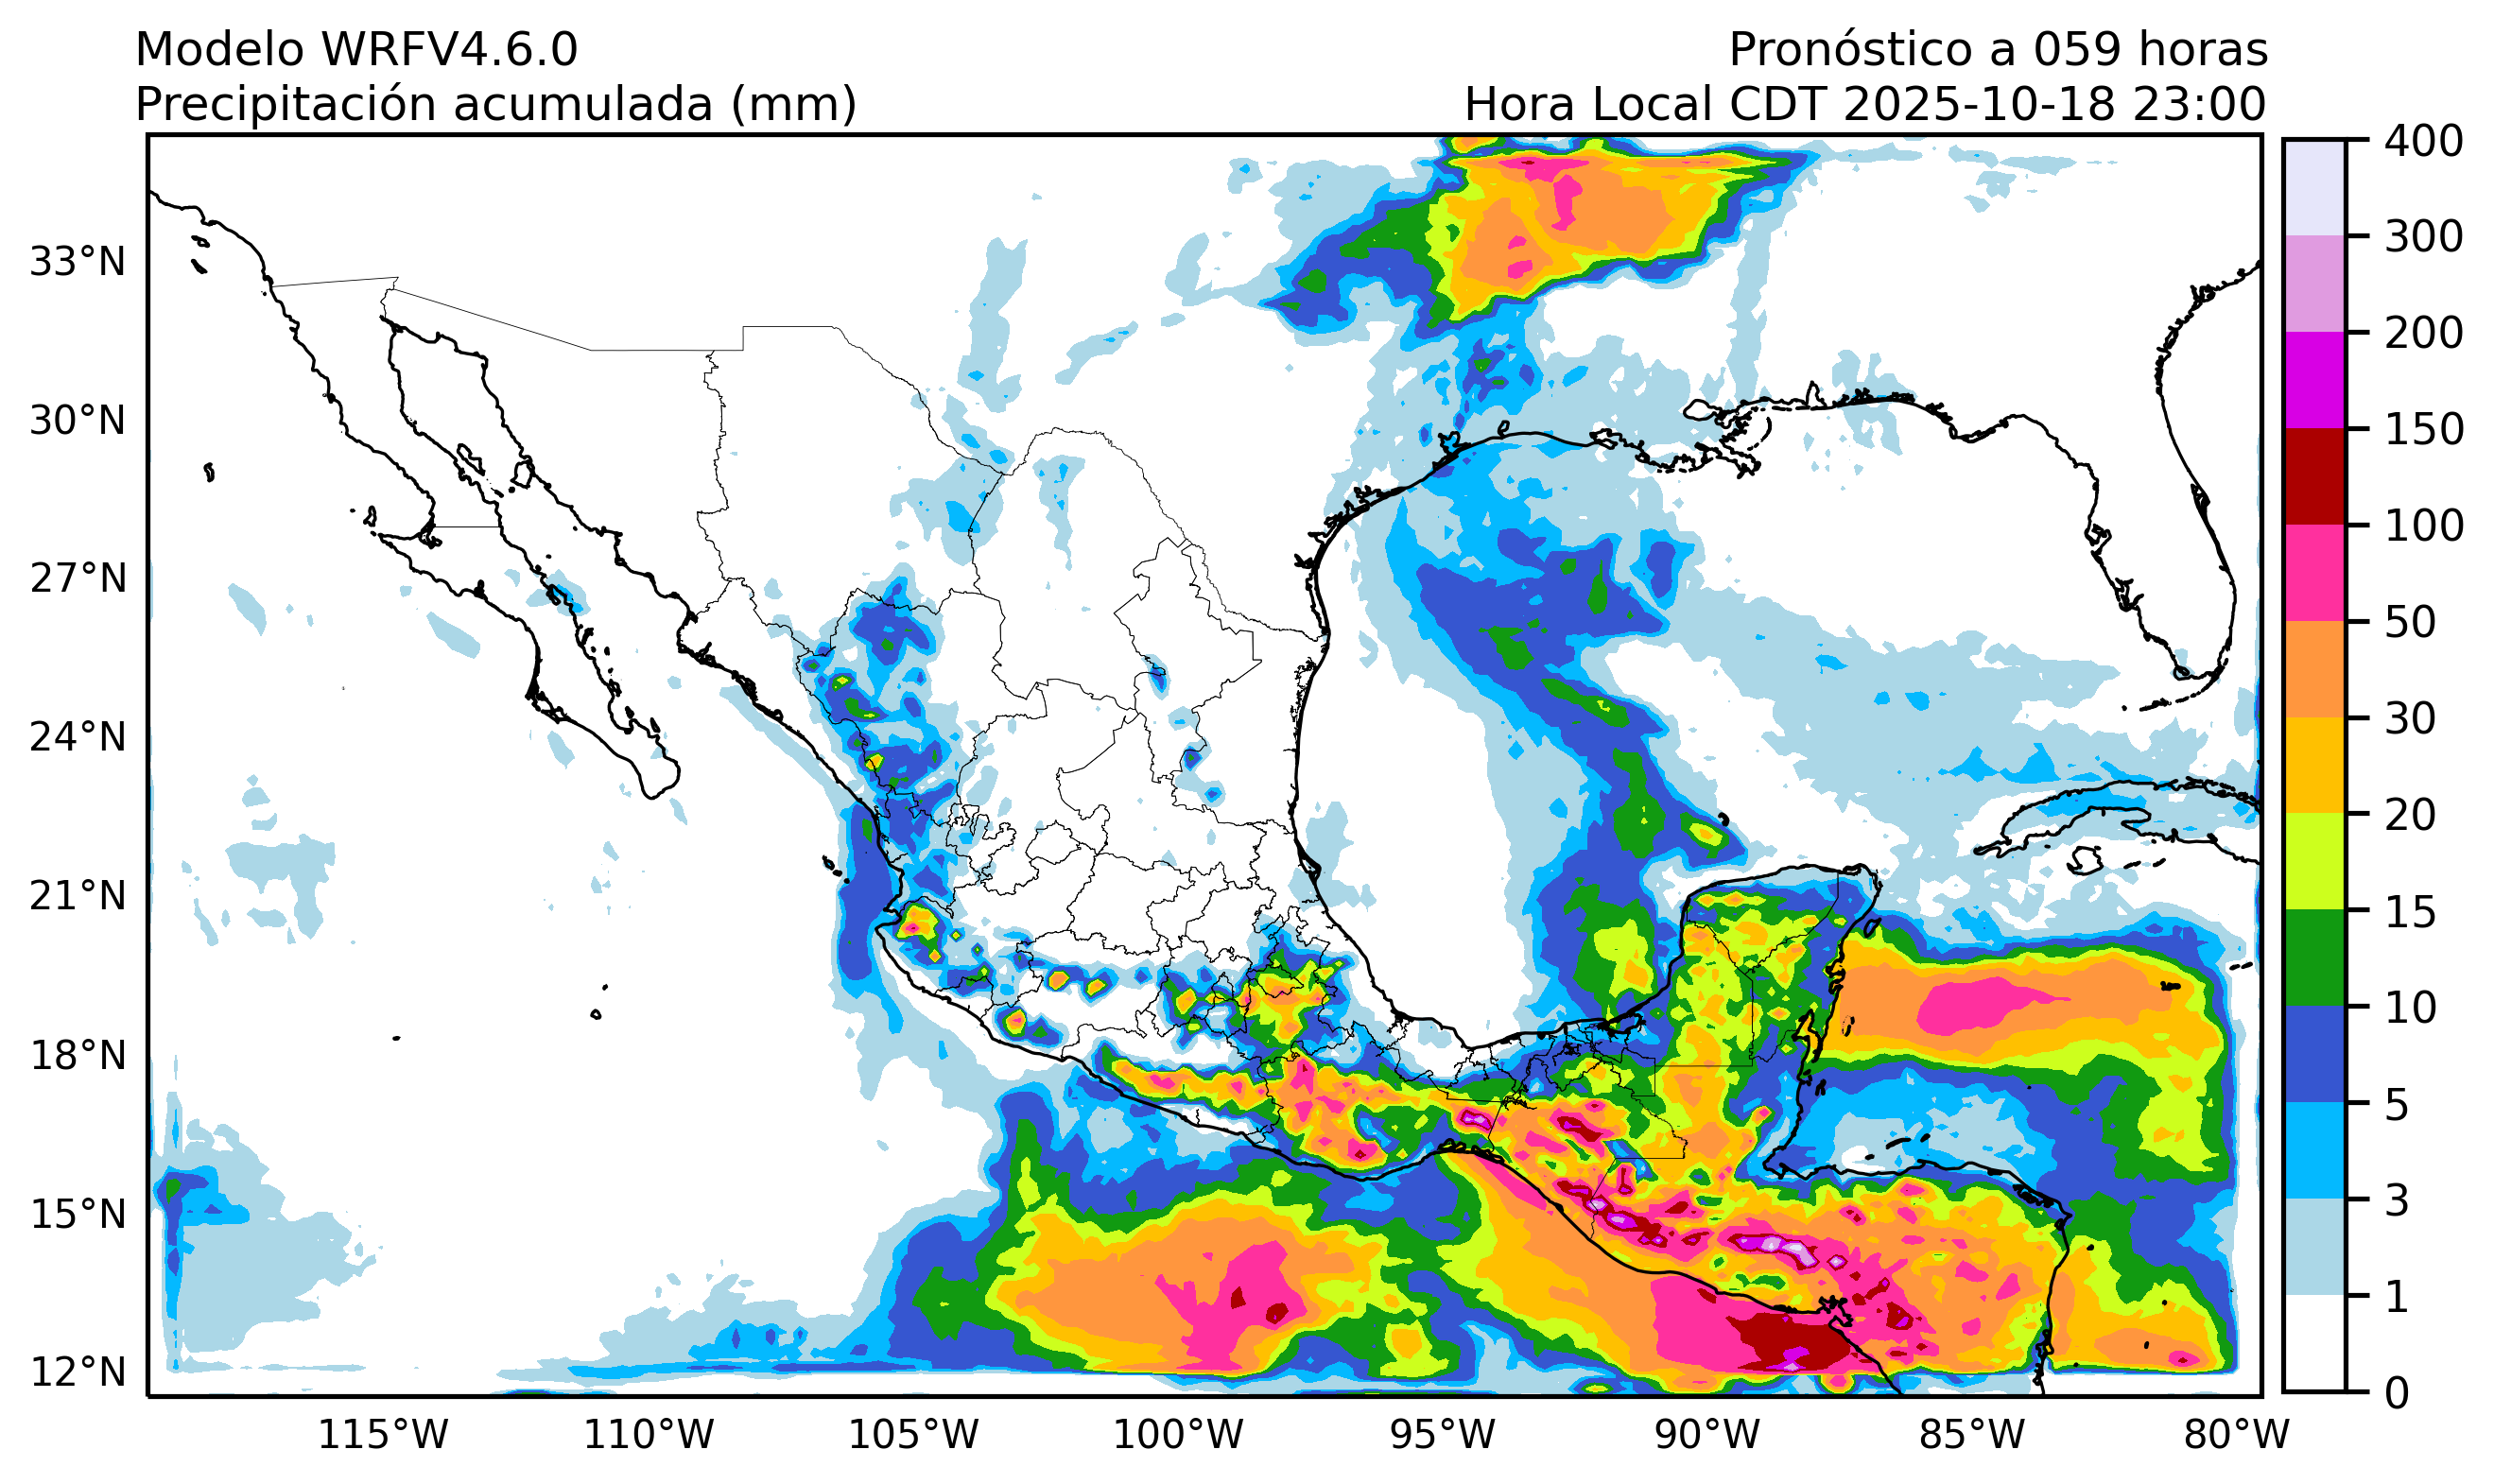 Modelo WRFV4.6.0
Pronóstico a 059 horas
Precipitación acumulada (mm)
Hora Local CDT 2025-10-18 23:00
33°N
30°N
27°N
24°N
21°N
18°N
15°N
12°N
115°W
110°W
105°W
100°W
95°W
90°W
85°W
80°W
400
300
200
150
100
50
30
20
15
10
5
3
1
0